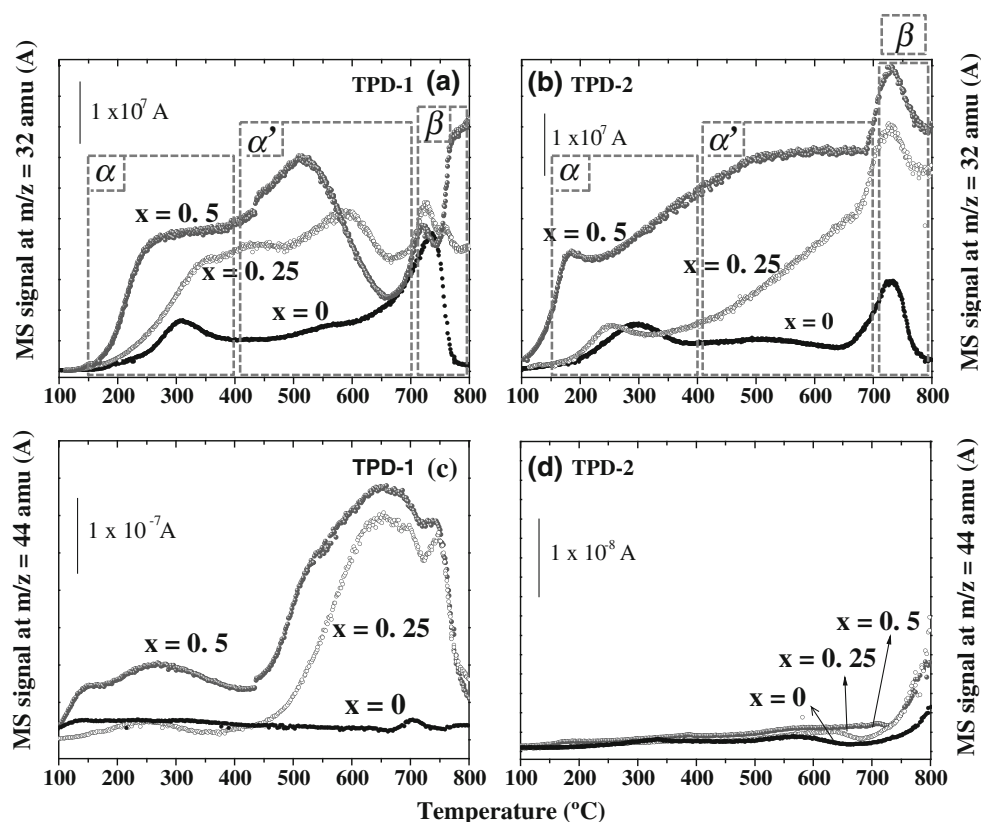 MS signal at m/z = 32 amu (A)
TPD-1 (a)
1 x10⁷ A
α
α'
β
x = 0. 5
x = 0.25
x = 0
100 200 300 400 500 600 700 800
(b) TPD-2
1 x10⁷ A
α
α'
β
x = 0. 5
x = 0.25
x = 0
100 200 300 400 500 600 700 800
MS signal at m/z = 32 amu (A)
MS signal at m/z = 44 amu (A)
TPD-1 (c)
1 x 10⁻⁷A
x = 0. 5
x = 0.25
x = 0
100 200 300 400 500 600 700 800
(d) TPD-2
1 x 10⁻⁸ A
x = 0. 5
x = 0. 25
x = 0
100 200 300 400 500 600 700 800
MS signal at m/z = 44 amu (A)
Temperature (ºC)